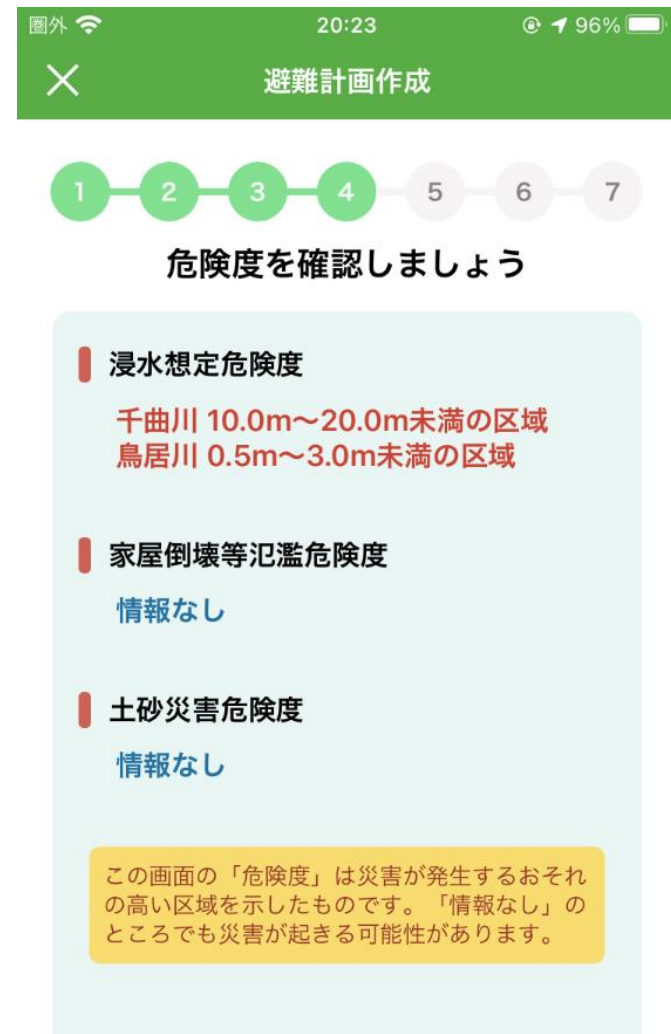 圏外 20:23 96%
避難計画作成
1 2 3 4 5 6 7
危険度を確認しましょう
浸水想定危険度
千曲川 10.0m〜20.0m未満の区域
鳥居川 0.5m〜3.0m未満の区域
家屋倒壊等氾濫危険度
情報なし
土砂災害危険度
情報なし
この画面の「危険度」は災害が発生するおそれ
の高い区域を示したものです。「情報なし」の
ところでも災害が起きる可能性があります。